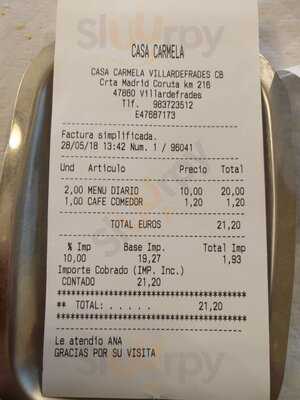 CASA CARMELA
CASA CARMELA VILLARDEFRADES CB
Crta Madrid Coruta km 216
47860 Villardefrades
Tlf. 983723512
E47687173
Factura simplificada.
28/05/18 13:42 Num. 1 / 96041
Und Articulo Precio Total
2,00 MENU DIARIO 10,00 20,00
1,00 CAFE COMEDOR 1,20 1,20
TOTAL EUROS 21,20
% Imp Base Imp. Total Imp
10,00 19,27 1,93
Importe Cobrado (IMP. Inc.)
CONTADO 21,20
** TOTAL: . . . . . 21,20
Le atendio ANA
GRACIAS POR SU VISITA